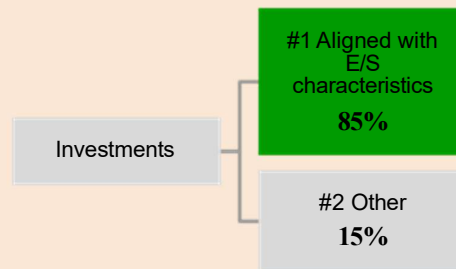 #1 Aligned with
E/S
characteristics
85%
Investments
#2 Other
15%